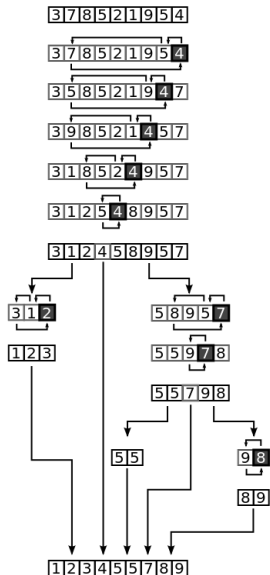 3 7 8 5 2 1 9 5 4
3 7 8 5 2 1 9 5 4
3 5 8 5 2 1 9 4 7
3 9 8 5 2 1 4 5 7
3 1 8 5 2 4 9 5 7
3 1 2 5 4 8 9 5 7
3 1 2 4 5 8 9 5 7
3 1 2
5 8 9 5 7
1 2 3
5 5 9 7 8
5 5 7 9 8
5 5
9 8
8 9
1 2 3 4 5 5 7 8 9